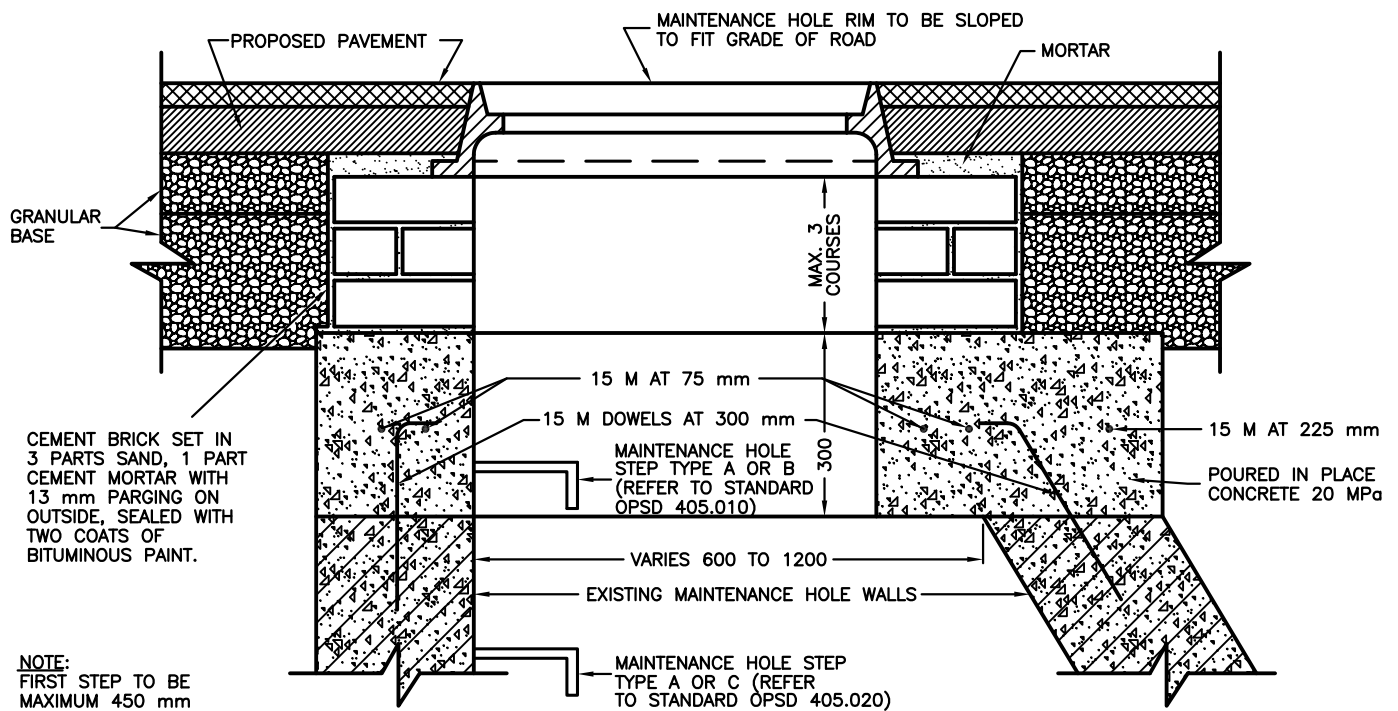 MAINTENANCE HOLE RIM TO BE SLOPED
TO FIT GRADE OF ROAD
PROPOSED PAVEMENT
MORTAR
GRANULAR
BASE
MAX. 3
COURSES
15 M AT 75 mm
15 M DOWELS AT 300 mm
300
15 M AT 225 mm
CEMENT BRICK SET IN
3 PARTS SAND, 1 PART
CEMENT MORTAR WITH
13 mm PARGING ON
OUTSIDE, SEALED WITH
TWO COATS OF
BITUMINOUS PAINT.
MAINTENANCE HOLE
STEP TYPE A OR B
(REFER TO STANDARD
OPSD 405.010)
POURED IN PLACE
CONCRETE 20 MPa
VARIES 600 TO 1200
EXISTING MAINTENANCE HOLE WALLS
NOTE:
FIRST STEP TO BE
MAXIMUM 450 mm
MAINTENANCE HOLE STEP
TYPE A OR C (REFER
TO STANDARD OPSD 405.020)